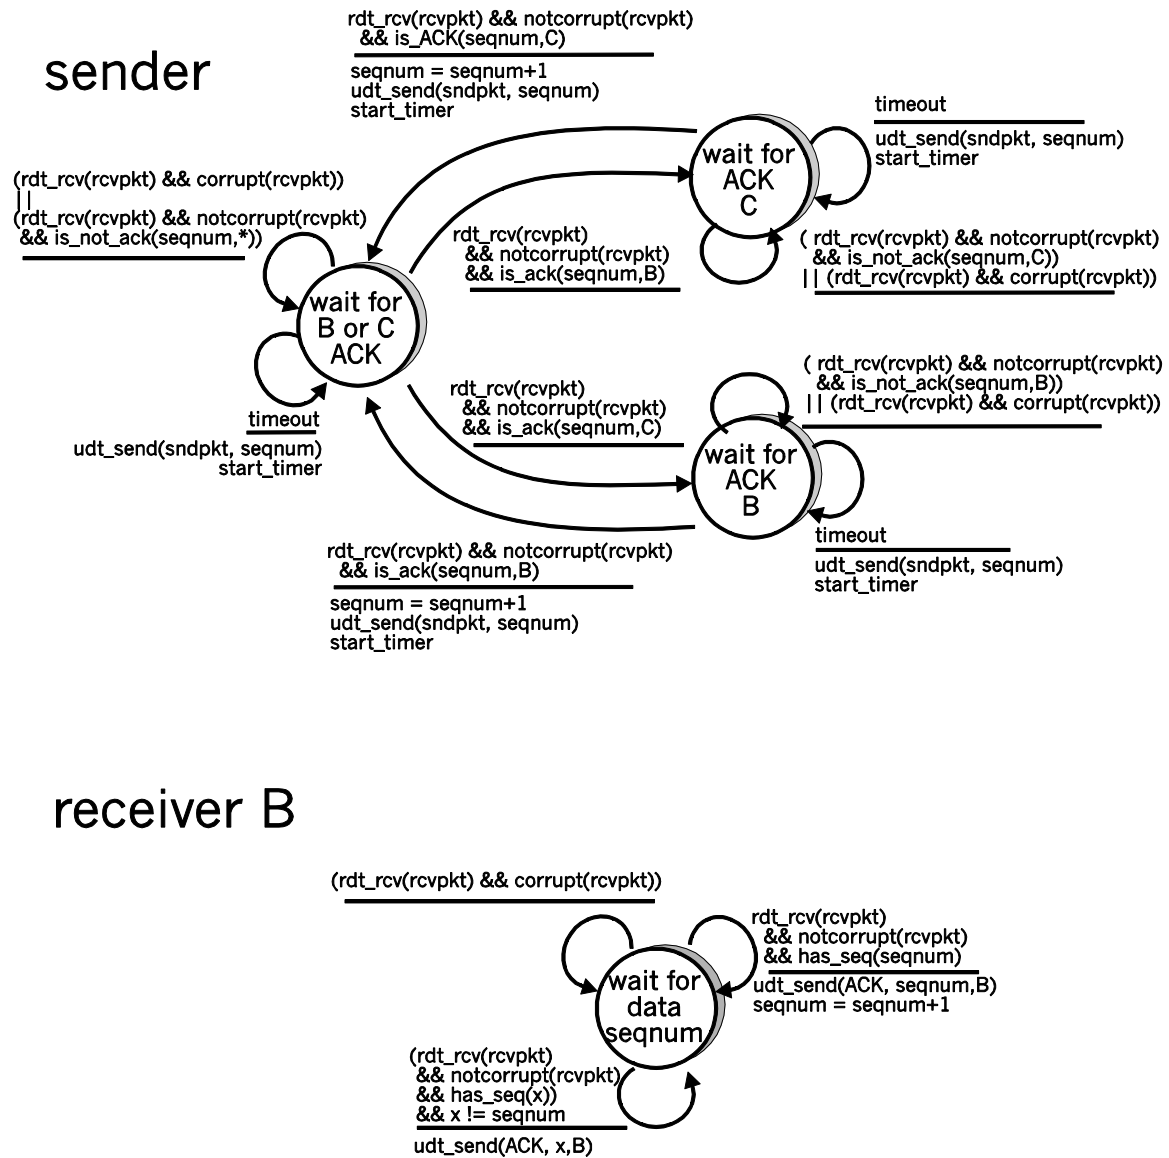 rdt_rcv(rcvpkt) && notcorrupt(rcvpkt)
&& is_ACK(seqnum,C)
seqnum = seqnum+1
udt_send(sndpkt, seqnum)
start_timer
sender
timeout
udt_send(sndpkt, seqnum)
start_timer
wait for
ACK
C
(rdt_rcv(rcvpkt) && corrupt(rcvpkt))
||
(rdt_rcv(rcvpkt) && notcorrupt(rcvpkt)
&& is_not_ack(seqnum,*))
rdt_rcv(rcvpkt)
&& notcorrupt(rcvpkt)
&& is_ack(seqnum,B)
( rdt_rcv(rcvpkt) && notcorrupt(rcvpkt)
&& is_not_ack(seqnum,C))
|| (rdt_rcv(rcvpkt) && corrupt(rcvpkt))
wait for
B or C
ACK
timeout
udt_send(sndpkt, seqnum)
start_timer
rdt_rcv(rcvpkt)
&& notcorrupt(rcvpkt)
&& is_ack(seqnum,C)
( rdt_rcv(rcvpkt) && notcorrupt(rcvpkt)
&& is_not_ack(seqnum,B))
|| (rdt_rcv(rcvpkt) && corrupt(rcvpkt))
wait for
ACK
B
timeout
udt_send(sndpkt, seqnum)
start_timer
rdt_rcv(rcvpkt) && notcorrupt(rcvpkt)
&& is_ack(seqnum,B)
seqnum = seqnum+1
udt_send(sndpkt, seqnum)
start_timer
receiver B
(rdt_rcv(rcvpkt) && corrupt(rcvpkt))
rdt_rcv(rcvpkt)
&& notcorrupt(rcvpkt)
&& has_seq(seqnum)
udt_send(ACK, seqnum,B)
seqnum = seqnum+1
wait for
data
seqnum
(rdt_rcv(rcvpkt)
&& notcorrupt(rcvpkt)
&& has_seq(x))
&& x != seqnum
udt_send(ACK, x,B)